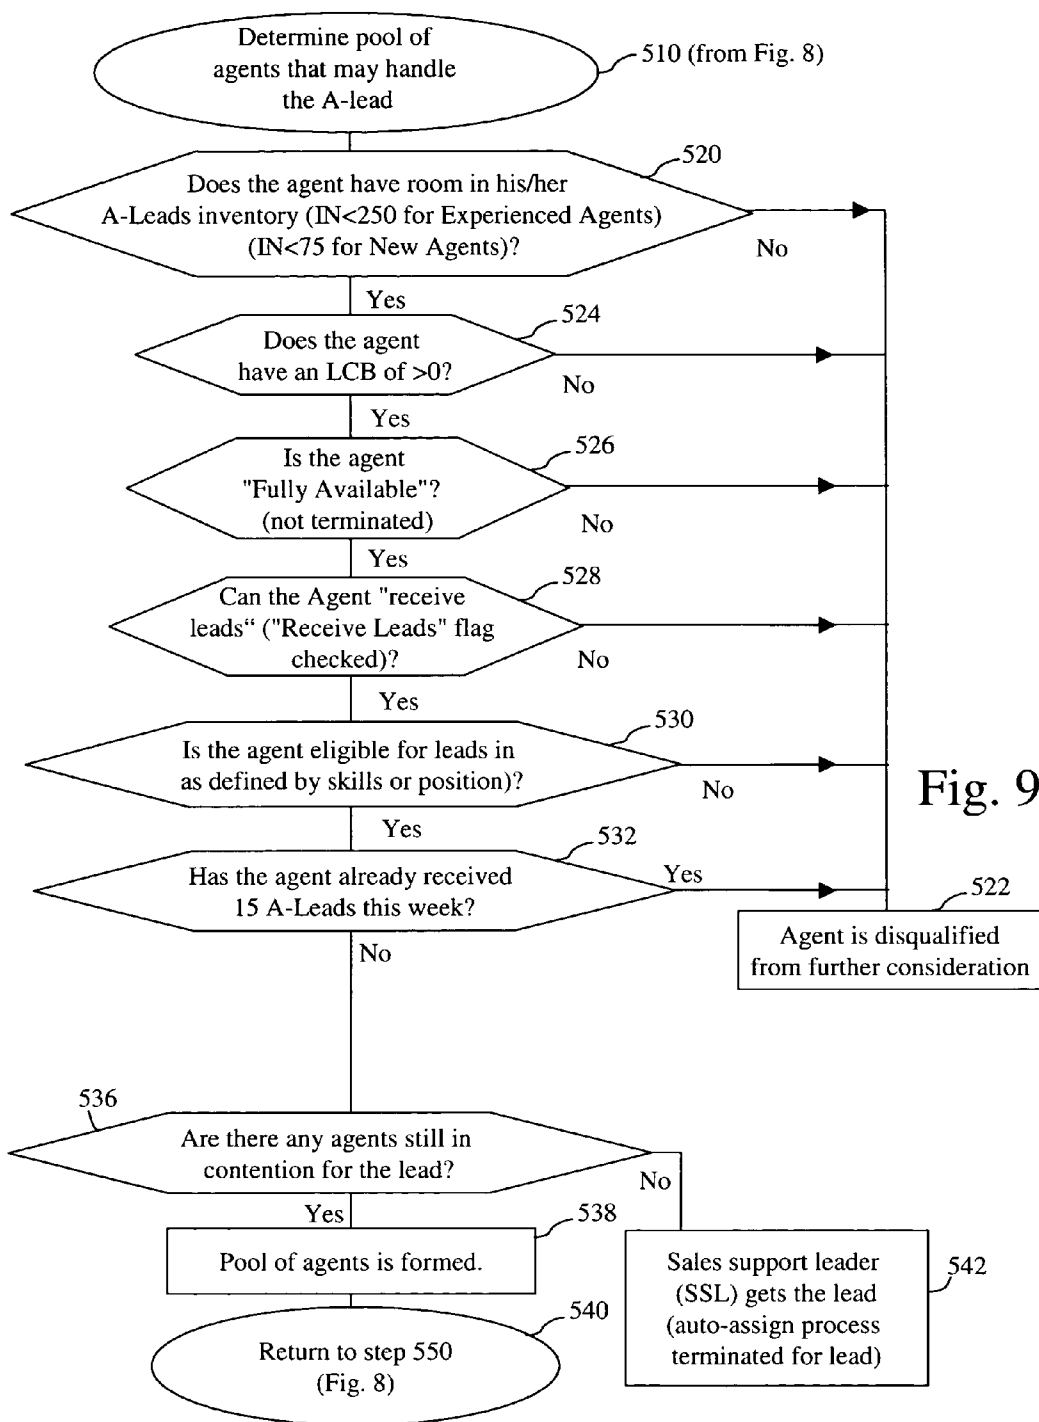 Determine pool of
agents that may handle
the A-lead
510 (from Fig. 8)
520
Does the agent have room in his/her
A-Leads inventory (IN<250 for Experienced Agents)
(IN<75 for New Agents)?
No
Yes
524
Does the agent
have an LCB of >0?
No
Yes
526
Is the agent
"Fully Available"?
(not terminated)
No
Yes
528
Can the Agent "receive
leads“ ("Receive Leads" flag
checked)?
No
Yes
530
Is the agent eligible for leads in
as defined by skills or position)?
No
Fig. 9
Yes
532
Has the agent already received
15 A-Leads this week?
Yes
No
522
Agent is disqualified
from further consideration
536
Are there any agents still in
contention for the lead?
No
Yes
538
Pool of agents is formed.
540
Return to step 550
(Fig. 8)
542
Sales support leader
(SSL) gets the lead
(auto-assign process
terminated for lead)